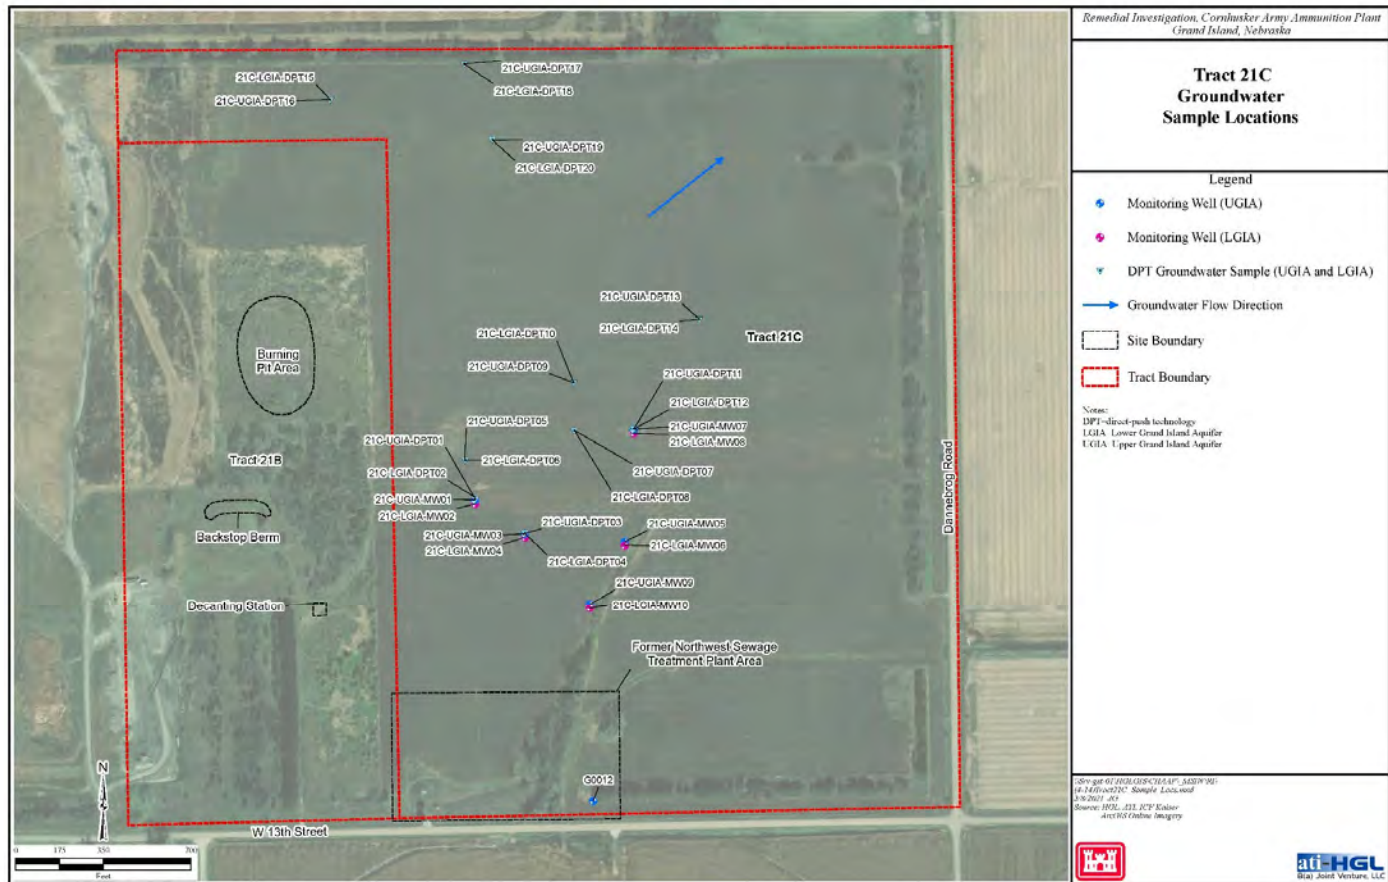 Remedial Investigation, Cornhusker Army Ammunition Plant
Grand Island, Nebraska
Tract 21C
Groundwater
Sample Locations
Legend
Monitoring Well (UGIA)
Monitoring Well (LGIA)
DPT Groundwater Sample (UGIA and LGIA)
Groundwater Flow Direction
Site Boundary
Tract Boundary
Notes:
DPT=direct-push technology
LGIA Lower Grand Island Aquifer
UGIA Upper Grand Island Aquifer
Source: HGL, ATI, ICF Kaiser
ArcGIS Online Imagery
ati-HGL
8(a) Joint Venture, LLC
21C-LGIA-DPT15
21C-UGIA-DPT16
21C-UGIA-DPT17
21C-LGIA-DPT18
21C-UGIA-DPT19
21C-LGIA-DPT20
21C-UGIA-DPT13
21C-LGIA-DPT14
Tract 21C
21C-LGIA-DPT10
21C-UGIA-DPT09
21C-UGIA-DPT11
21C-LGIA-DPT12
21C-UGIA-MW07
21C-LGIA-MW08
Burning
Pit Area
21C-UGIA-DPT05
21C-LGIA-DPT06
21C-UGIA-DPT07
21C-LGIA-DPT08
21C-UGIA-DPT01
21C-LGIA-DPT02
21C-UGIA-MW01
21C-LGIA-MW02
Tract 21B
Backstop Berm
21C-UGIA-DPT03
21C-UGIA-MW03
21C-LGIA-MW04
21C-LGIA-DPT04
21C-UGIA-MW05
21C-LGIA-MW06
21C-UGIA-MW09
21C-LGIA-MW10
Decanting Station
Former Northwest Sewage
Treatment Plant Area
G0012
Dannebrog Road
W 13th Street
N
0 175 350 700
Feet